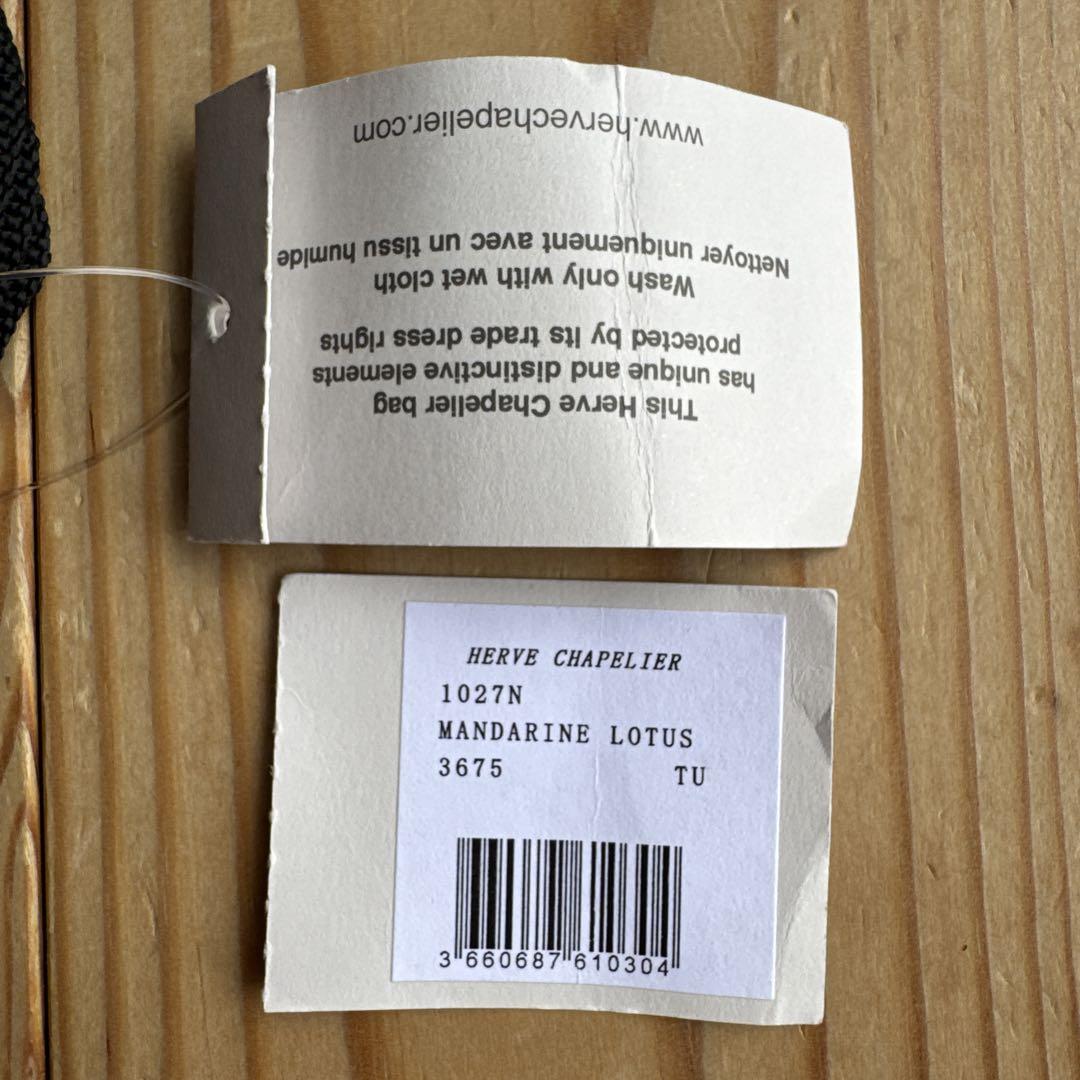 This Herve Chapelier bag
has unique and distinctive elements
protected by its trade dress rights
Wash only with wet cloth
Nettoyer uniquement avec un tissu humide
www.hervechapelier.com
HERVE CHAPELIER
1027N
MANDARINE LOTUS
3675 TU
3 660687 610304